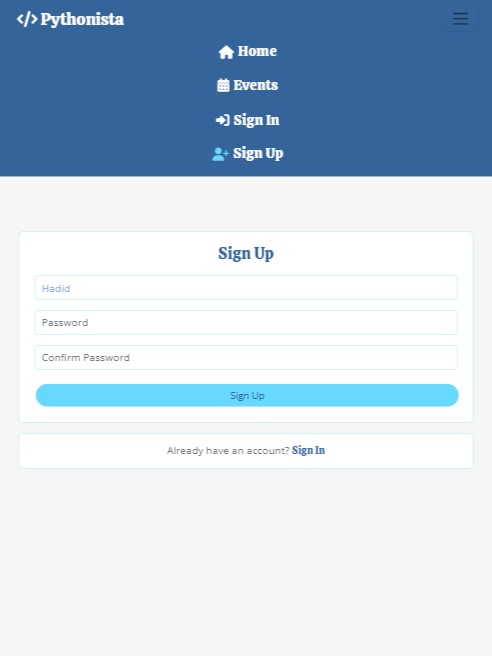 </> Pythonista
Home
Events
Sign In
Sign Up
Sign Up
Hadid
Password
Confirm Password
Sign Up
Already have an account? Sign In